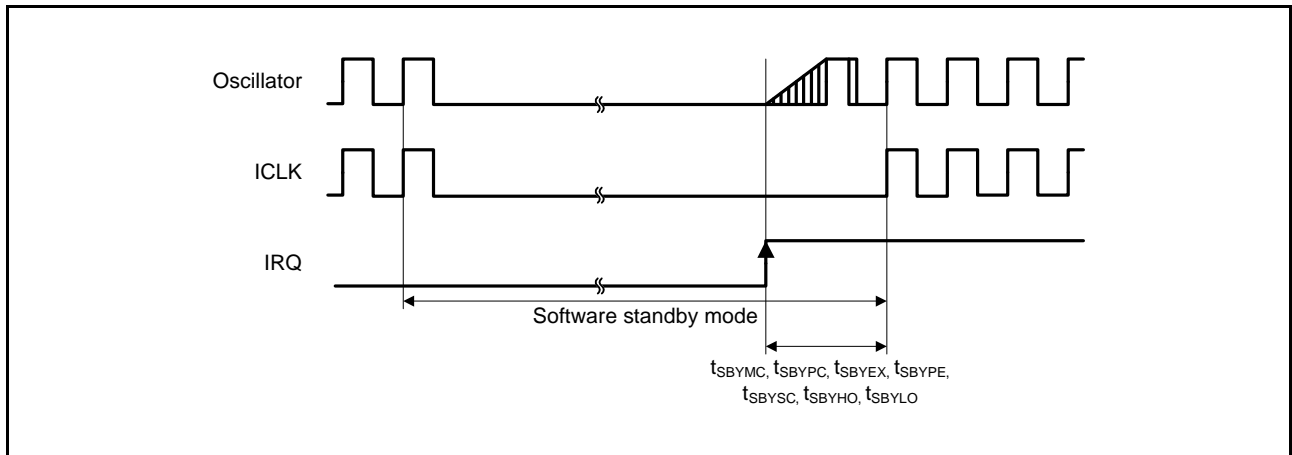 Oscillator
ICLK
IRQ
Software standby mode
tSBYMC, tSBYPC, tSBYEX, tSBYPE,
tSBYSC, tSBYHO, tSBYLO